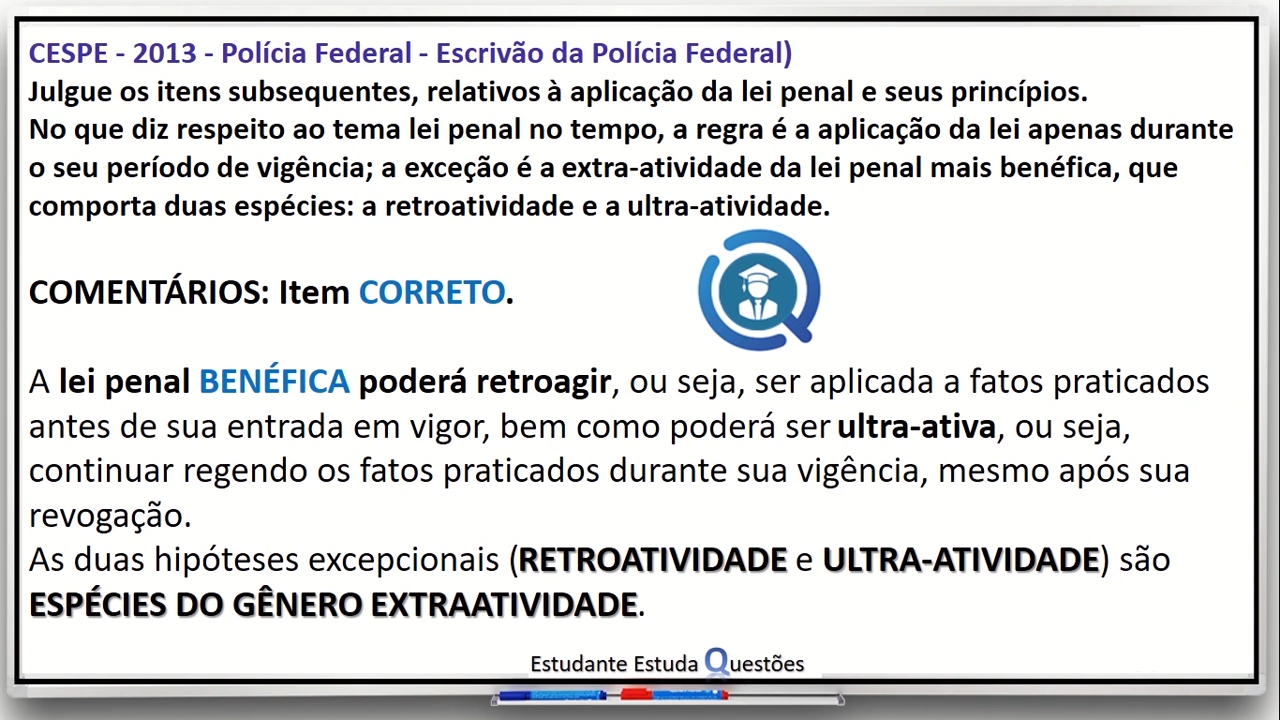 CESPE - 2013 - Polícia Federal - Escrivão da Polícia Federal)
Julgue os itens subsequentes, relativos à aplicação da lei penal e seus princípios.
No que diz respeito ao tema lei penal no tempo, a regra é a aplicação da lei apenas durante
o seu período de vigência; a exceção é a extra-atividade da lei penal mais benéfica, que
comporta duas espécies: a retroatividade e a ultra-atividade.
COMENTÁRIOS: Item CORRETO.
A lei penal BENÉFICA poderá retroagir, ou seja, ser aplicada a fatos praticados
antes de sua entrada em vigor, bem como poderá ser ultra-ativa, ou seja,
continuar regendo os fatos praticados durante sua vigência, mesmo após sua
revogação.
As duas hipóteses excepcionais (RETROATIVIDADE e ULTRA-ATIVIDADE) são
ESPÉCIES DO GÊNERO EXTRAATIVIDADE.
Estudante Estuda Questões